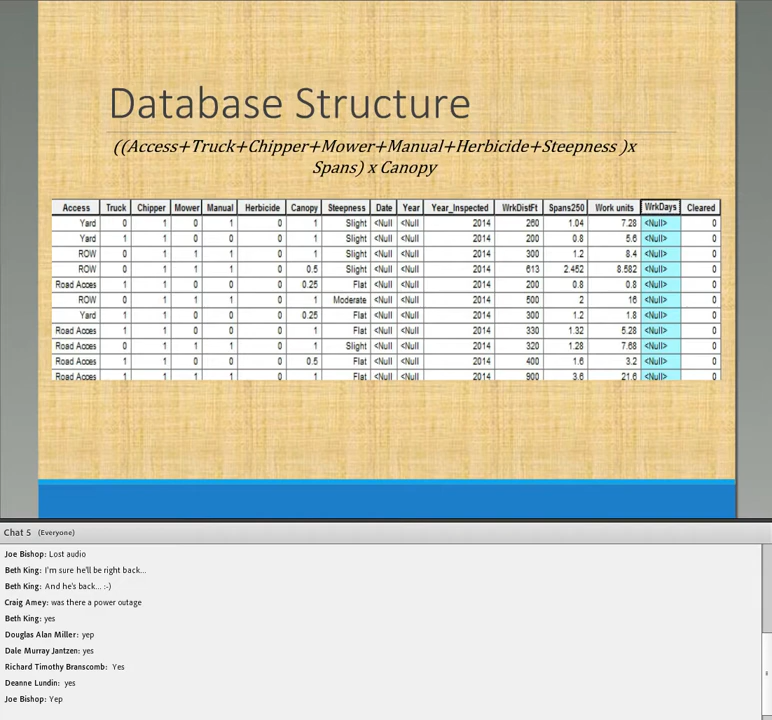 Database Structure
((Access+Truck+Chipper+Mower+Manual+Herbicide+Steepness )x
Spans) x Canopy
Access Truck Chipper Mower Manual Herbicide Canopy Steepness Date Year Year_Inspected WrkDistFt Spans250 Work units WrkDays Cleared
Yard 0 1 0 1 0 1 Slight <Null <Null 2014 260 1.04 7.28 <Null> 0
Yard 1 1 0 0 0 1 Slight <Null <Null 2014 200 0.8 5.6 <Null> 0
ROW 0 1 1 0 0 1 Slight <Null <Null 2014 300 1.2 8.4 <Null> 0
ROW 0 1 1 1 0 0.5 Slight <Null <Null 2014 613 2.452 8.582 <Null> 0
Road Acces 1 1 0 0 0 0.25 Flat <Null <Null 2014 200 0.8 0.8 <Null> 0
ROW 0 1 1 1 0 1 Moderate <Null <Null 2014 500 2 16 <Null> 0
Yard 1 1 0 0 0 0.25 Flat <Null <Null 2014 300 1.2 1.8 <Null> 0
Road Acces 1 1 0 0 0 1 Flat <Null <Null 2014 330 1.32 5.28 <Null> 0
Road Acces 0 1 1 1 0 1 Slight <Null <Null 2014 320 1.28 7.68 <Null> 0
Road Acces 1 1 0 0 0 0.5 Flat <Null <Null 2014 400 1.6 3.2 <Null> 0
Road Acces 1 1 1 1 0 1 Flat <Null <Null 2014 900 3.6 21.6 <Null> 0
Chat 5 (Everyone)
Joe Bishop: Lost audio
Beth King: I'm sure he'll be right back...
Beth King: And he's back... :-)
Craig Amey: was there a power outage
Beth King: yes
Douglas Alan Miller: yep
Dale Murray Jantzen: yes
Richard Timothy Branscomb: Yes
Deanne Lundin: yes
Joe Bishop: Yep